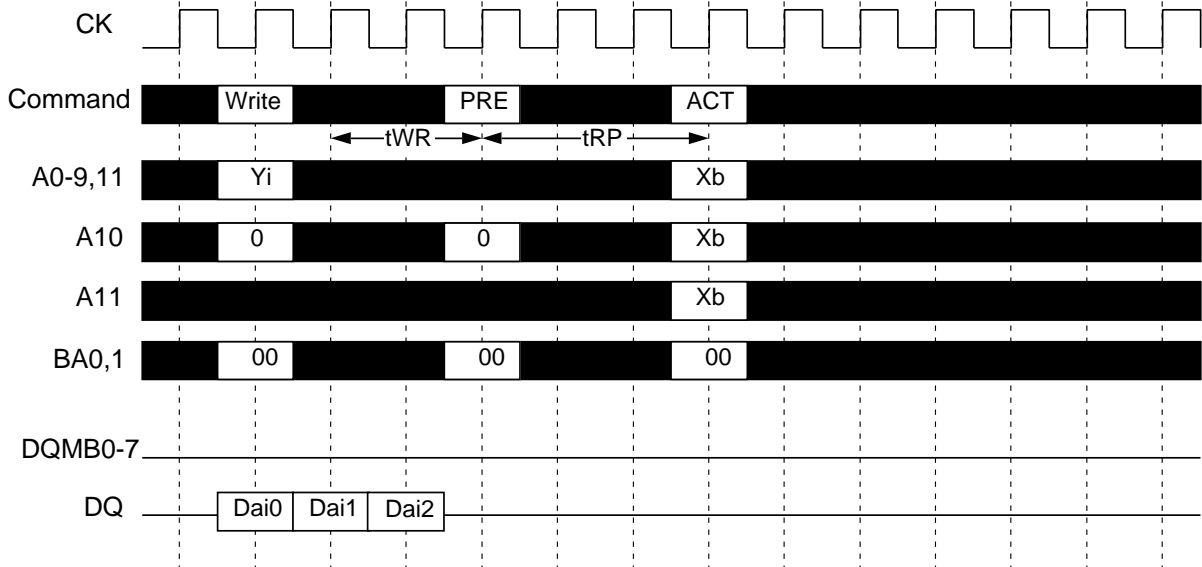 CK
Command Write PRE ACT
tWR tRP
A0-9,11 Yi Xb
A10 0 0 Xb
A11 Xb
BA0,1 00 00 00
DQMB0-7
DQ Dai0 Dai1 Dai2